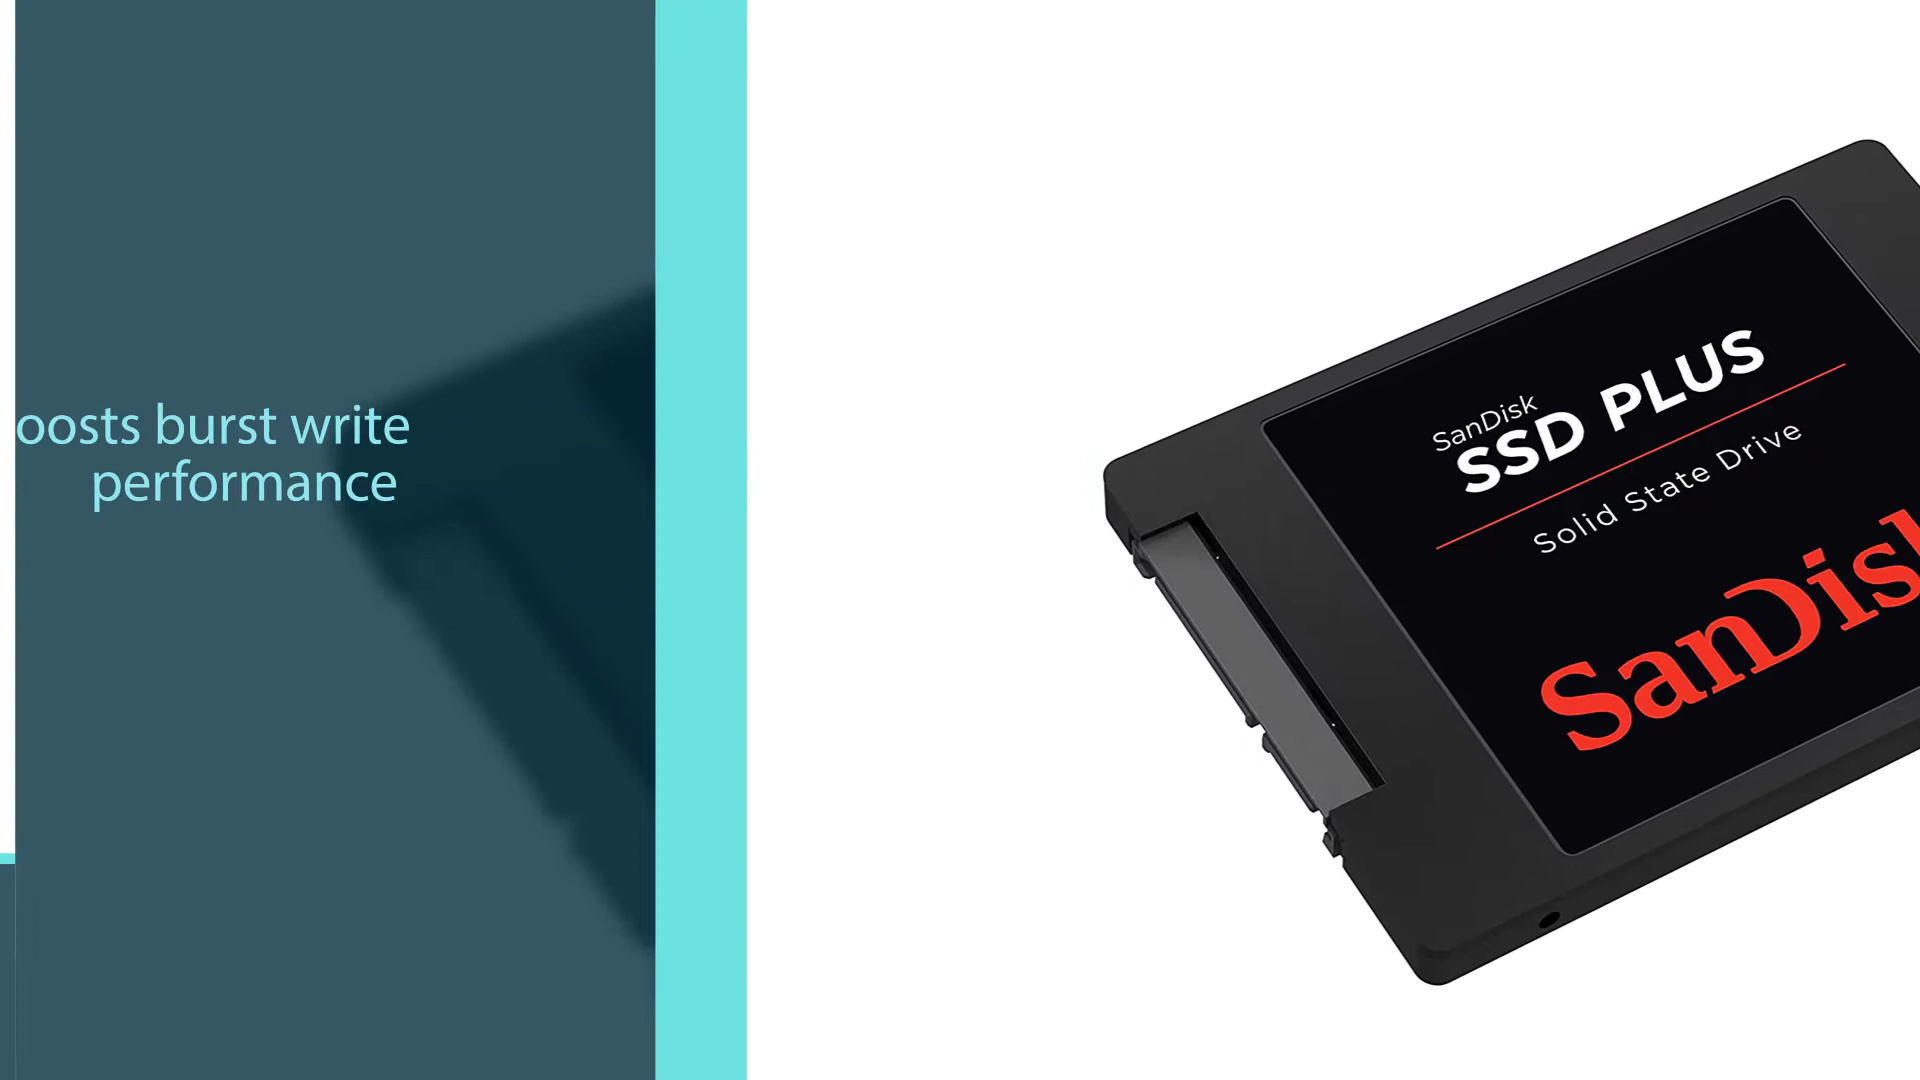 oosts burst write
performance
SanDisk
SSD PLUS
Solid State Drive
SanDisk